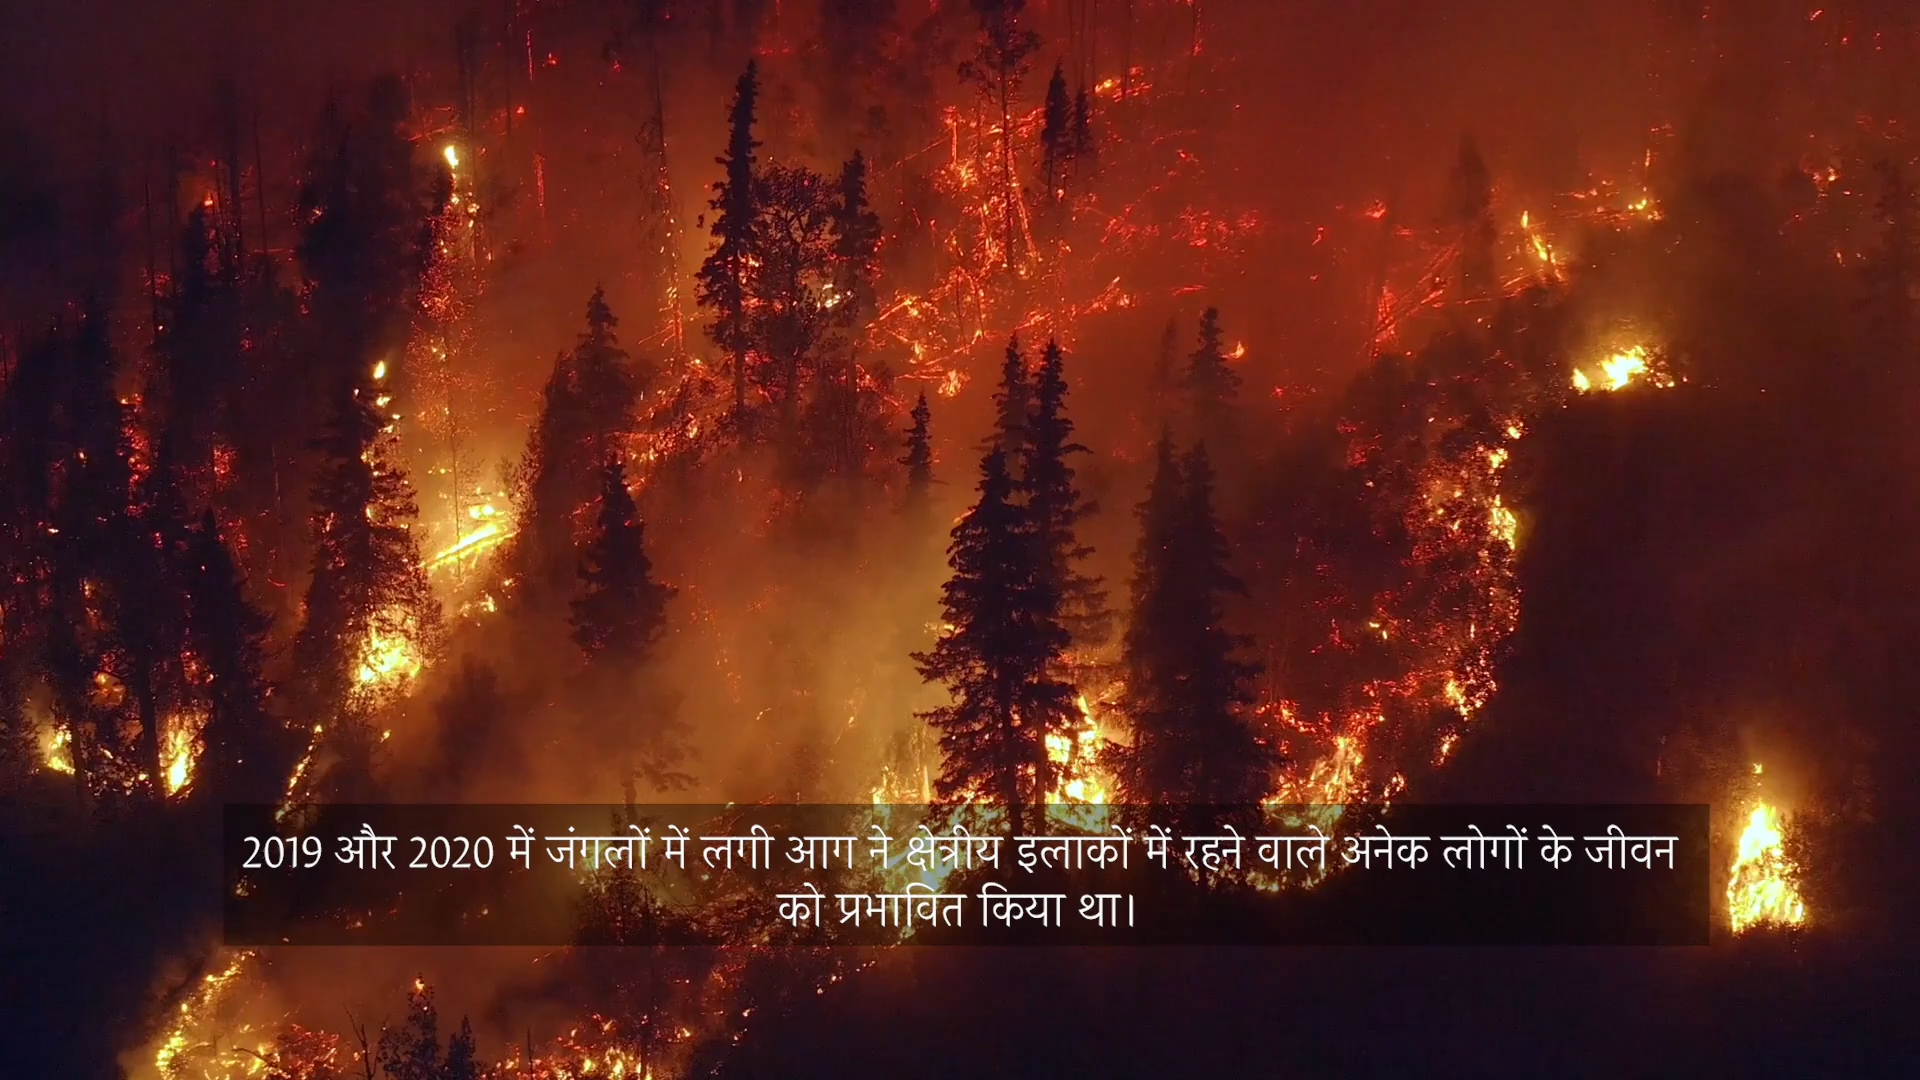 2019 और 2020 में जंगलों में लगी आग ने क्षेत्रीय इलाकों में रहने वाले अनेक लोगों के जीवन
को प्रभावित किया था।